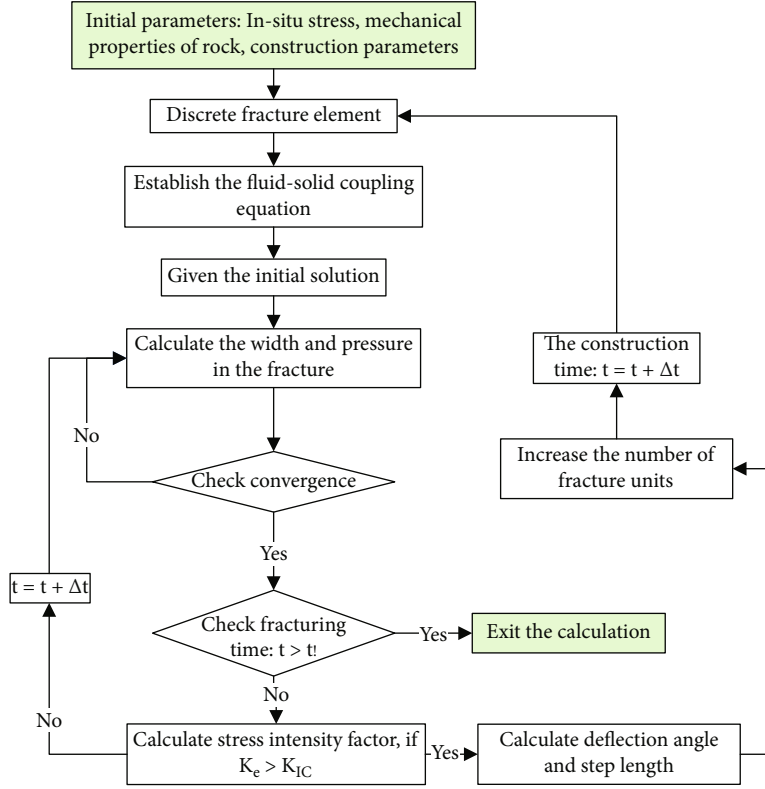 Initial parameters: In-situ stress, mechanical
properties of rock, construction parameters
Discrete fracture element
Establish the fluid-solid coupling
equation
Given the initial solution
Calculate the width and pressure
in the fracture
The construction
time: t = t + Δt
No
Increase the number of
fracture units
Check convergence
Yes
t = t + Δt
Check fracturing
time: t > t!
Yes
Exit the calculation
No
No
Calculate stress intensity factor, if
Kₑ > K_IC
Yes
Calculate deflection angle
and step length